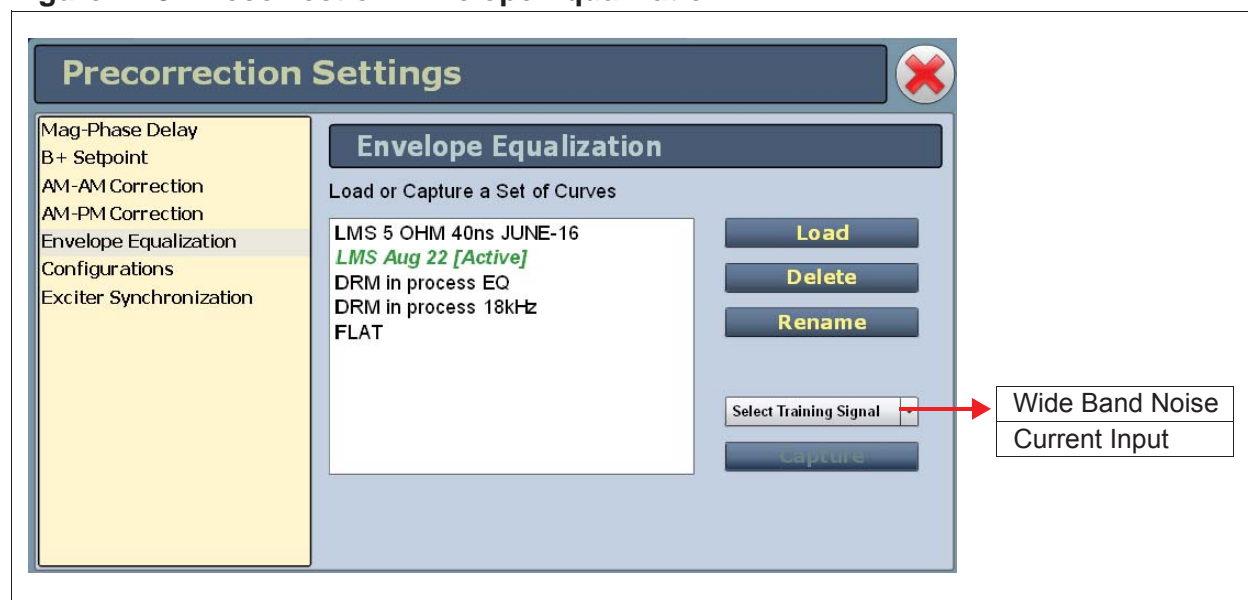 Precorrection Settings
Mag-Phase Delay
B+ Setpoint
AM-AM Correction
AM-PM Correction
Envelope Equalization
Configurations
Exciter Synchronization
Envelope Equalization
Load or Capture a Set of Curves
LMS 5 OHM 40ns JUNE-16
LMS Aug 22 [Active]
DRM in process EQ
DRM in process 18kHz
FLAT
Load
Delete
Rename
Select Training Signal
Capture
Wide Band Noise
Current Input